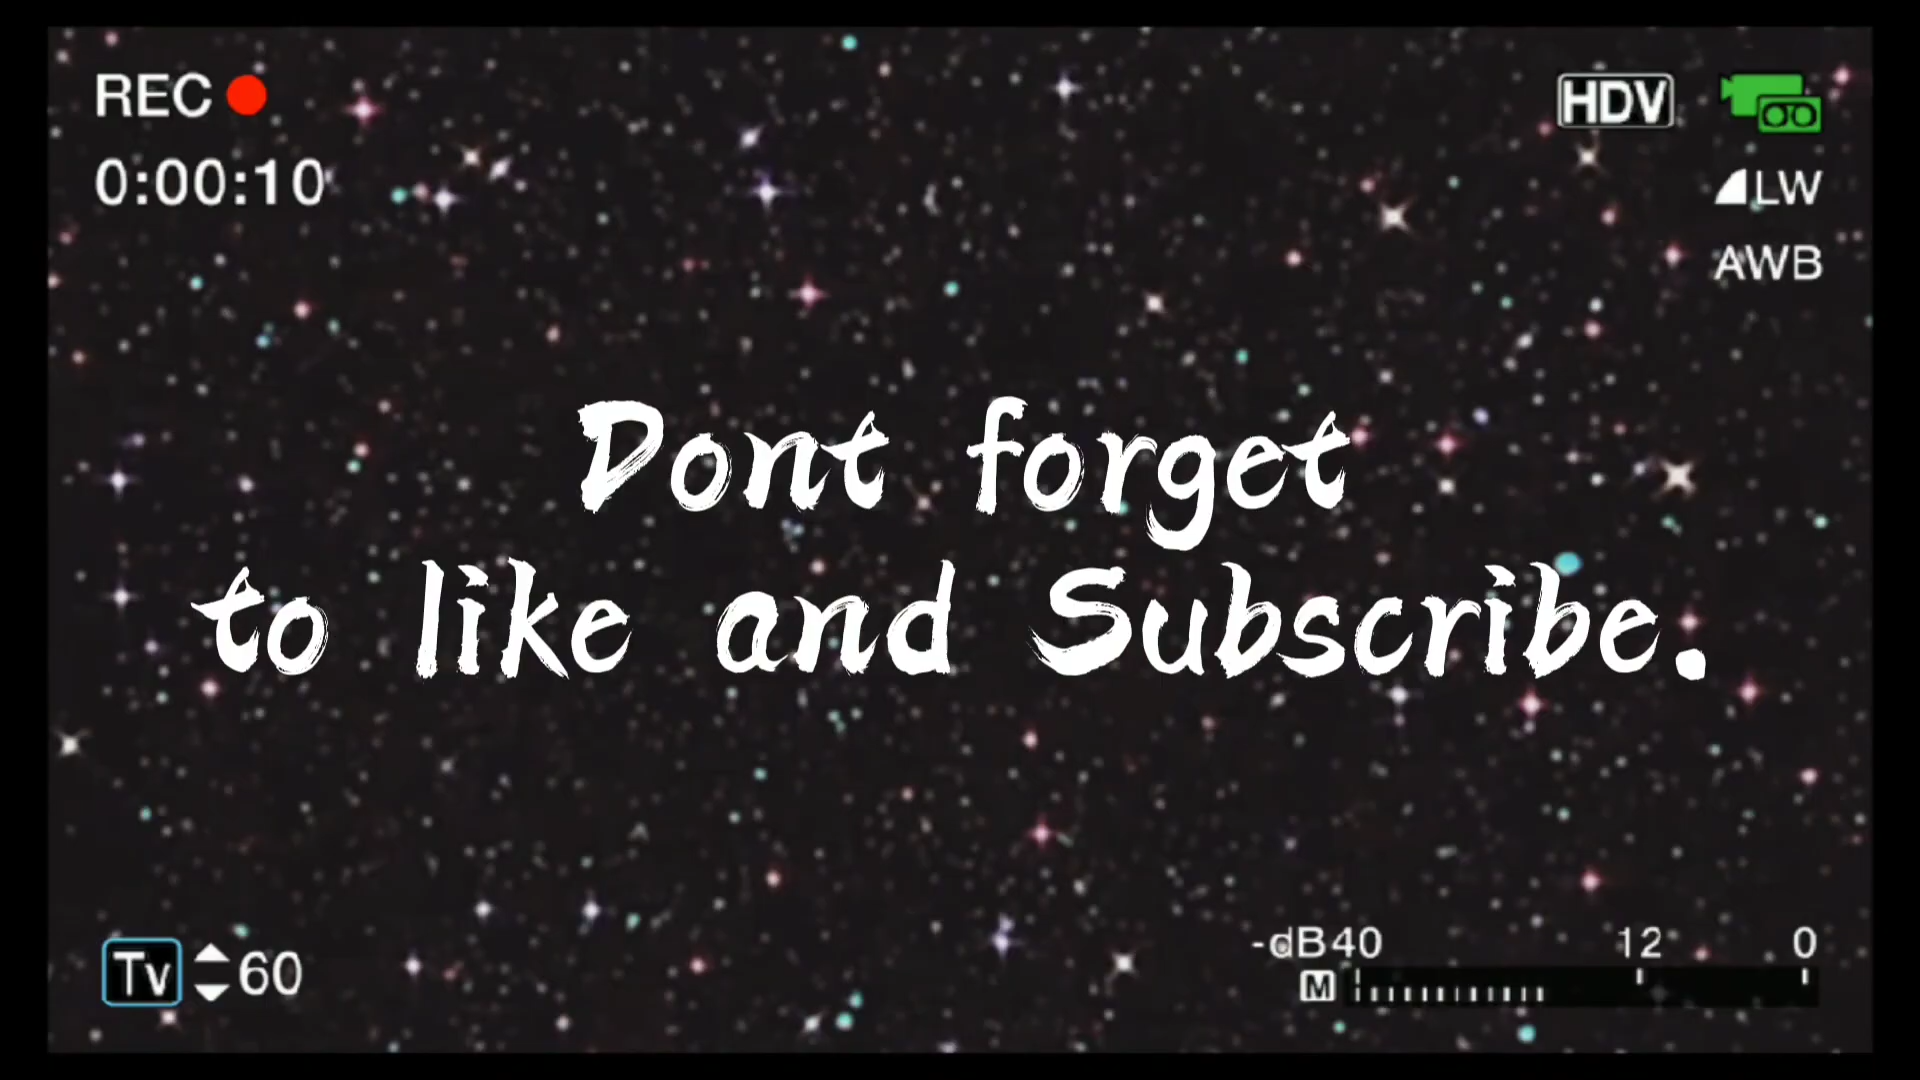 REC
HDV
0:00:10
LW
AWB
Dont forget
to like and Subscribe.
Tv 60
-dB40 12 0
M